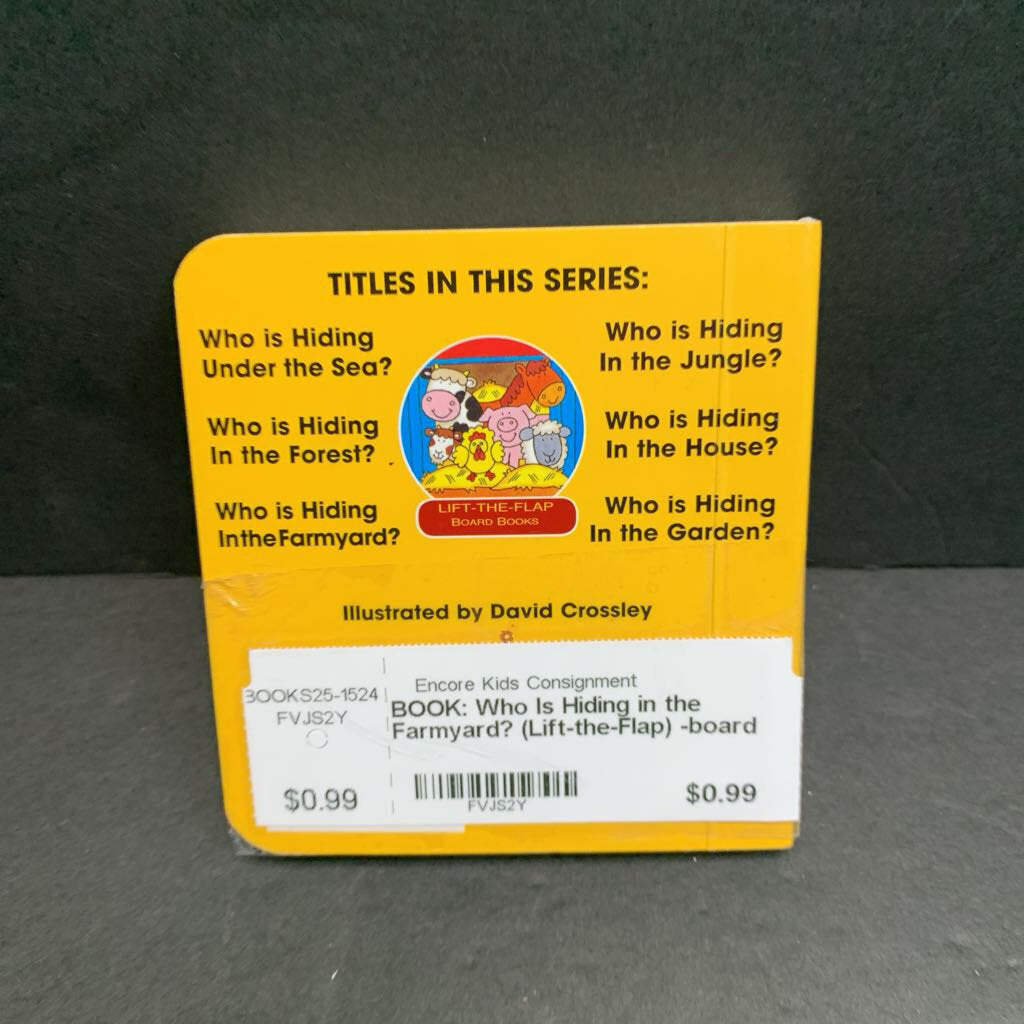 TITLES IN THIS SERIES:
Who is Hiding
Under the Sea?
Who is Hiding
In the Forest?
Who is Hiding
IntheFarmyard?
Who is Hiding
In the Jungle?
Who is Hiding
In the House?
Who is Hiding
In the Garden?
LIFT-THE-FLAP
BOARD BOOKS
Illustrated by David Crossley
BOOKS25-1524
FVJS2Y
$0.99
Encore Kids Consignment
BOOK: Who Is Hiding in the
Farmyard? (Lift-the-Flap) -board
FVJS2Y
$0.99